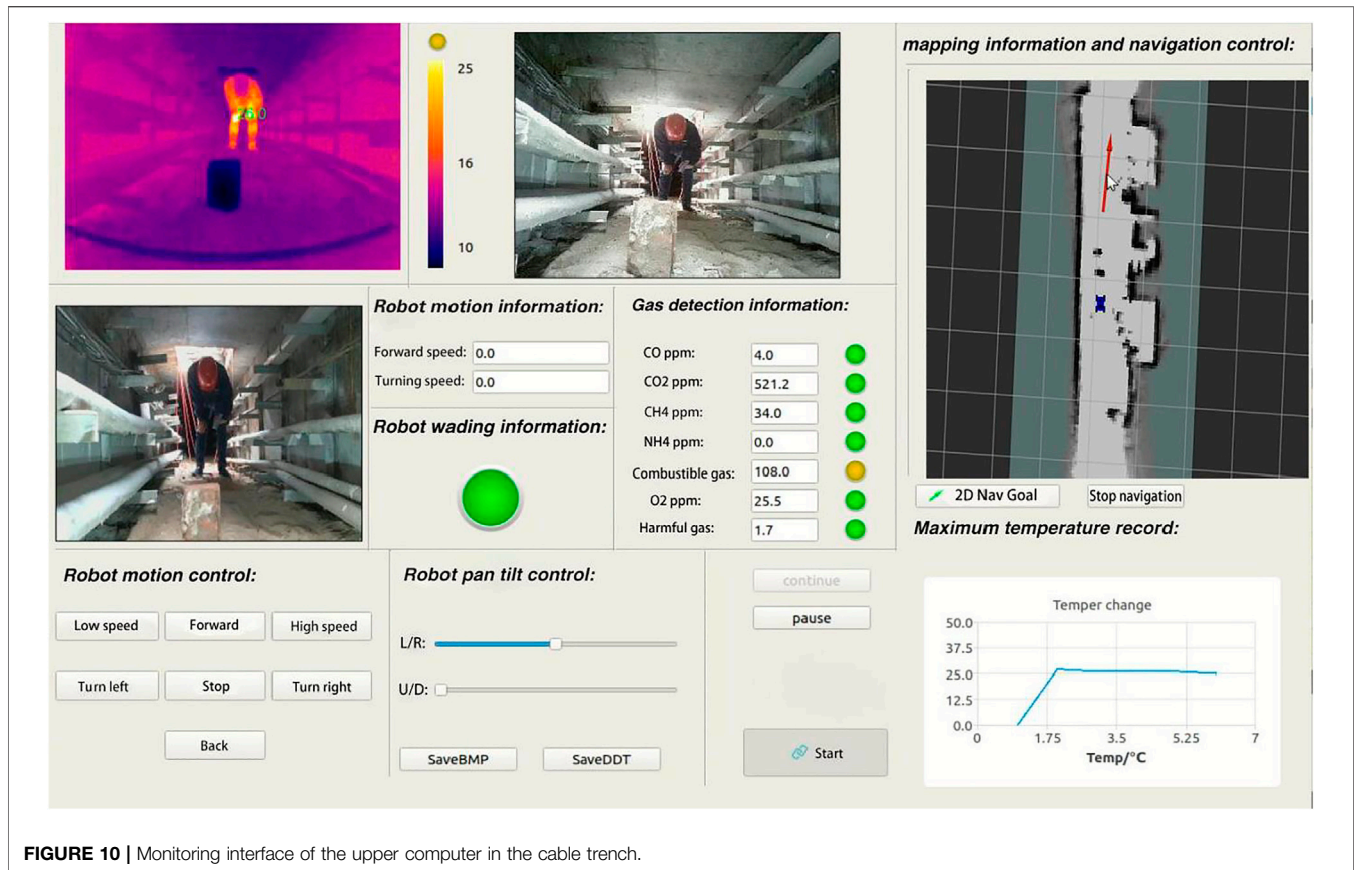 26.0
25
16
10
mapping information and navigation control:
Robot motion information:
Forward speed: 0.0
Turning speed: 0.0
Robot wading information:
Gas detection information:
CO ppm: 4.0
CO2 ppm: 521.2
CH4 ppm: 34.0
NH4 ppm: 0.0
Combustible gas: 108.0
O2 ppm: 25.5
Harmful gas: 1.7
2D Nav Goal
Stop navigation
Maximum temperature record:
Robot motion control:
Low speed
Forward
High speed
Turn left
Stop
Turn right
Back
Robot pan tilt control:
L/R:
U/D:
SaveBMP
SaveDDT
continue
pause
Start
Temper change
50.0
37.5
25.0
12.5
0.0
0
1.75
3.5
5.25
7
Temp/°C
FIGURE 10 | Monitoring interface of the upper computer in the cable trench.